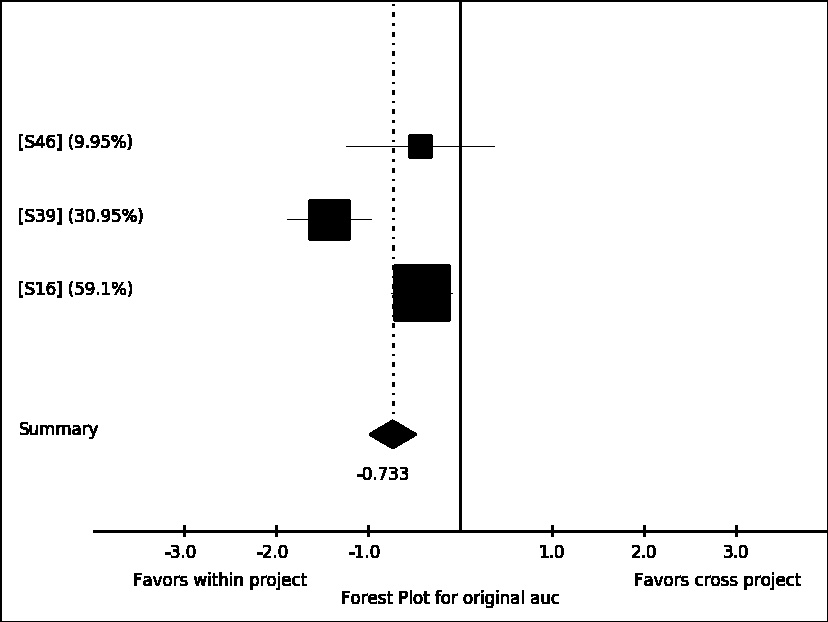 [S46] (9.95%)
[S39] (30.95%)
[S16] (59.1%)
Summary
-0.733
-3.0 -2.0 -1.0 1.0 2.0 3.0
Favors within project Favors cross project
Forest Plot for original auc